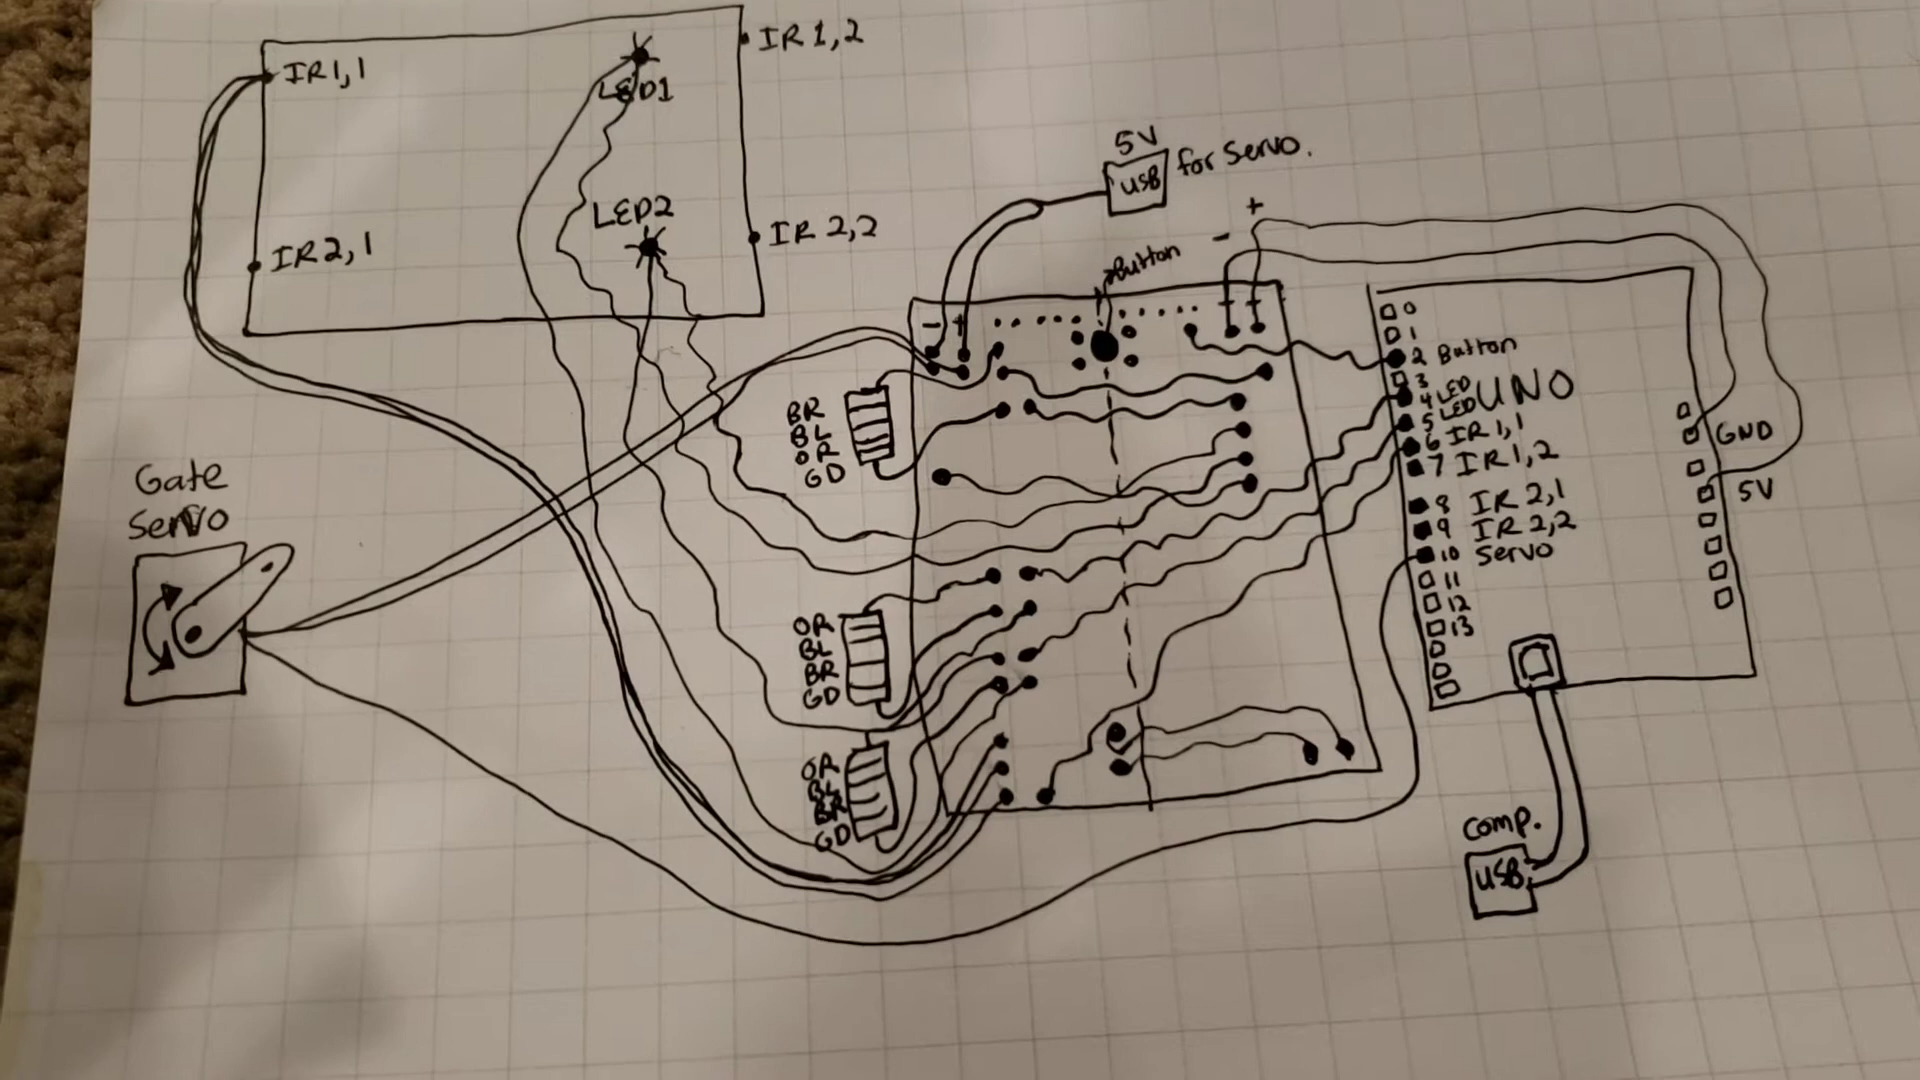 IR1,1
LED1
IR1,2
LED2
IR2,1
IR 2,2
5V
USB
for Servo.
Button
- +
- +
BR
BL
OR
GD
Gate
Servo
OR
BL
BR
GD
OR
BL
BR
GD
0
1
2 Button
3
4 LED
5 LED
UNO
6 IR 1,1
7 IR1,2
8 IR 2,1
9 IR 2,2
10 Servo
11
12
13
GND
5V
Comp.
USB